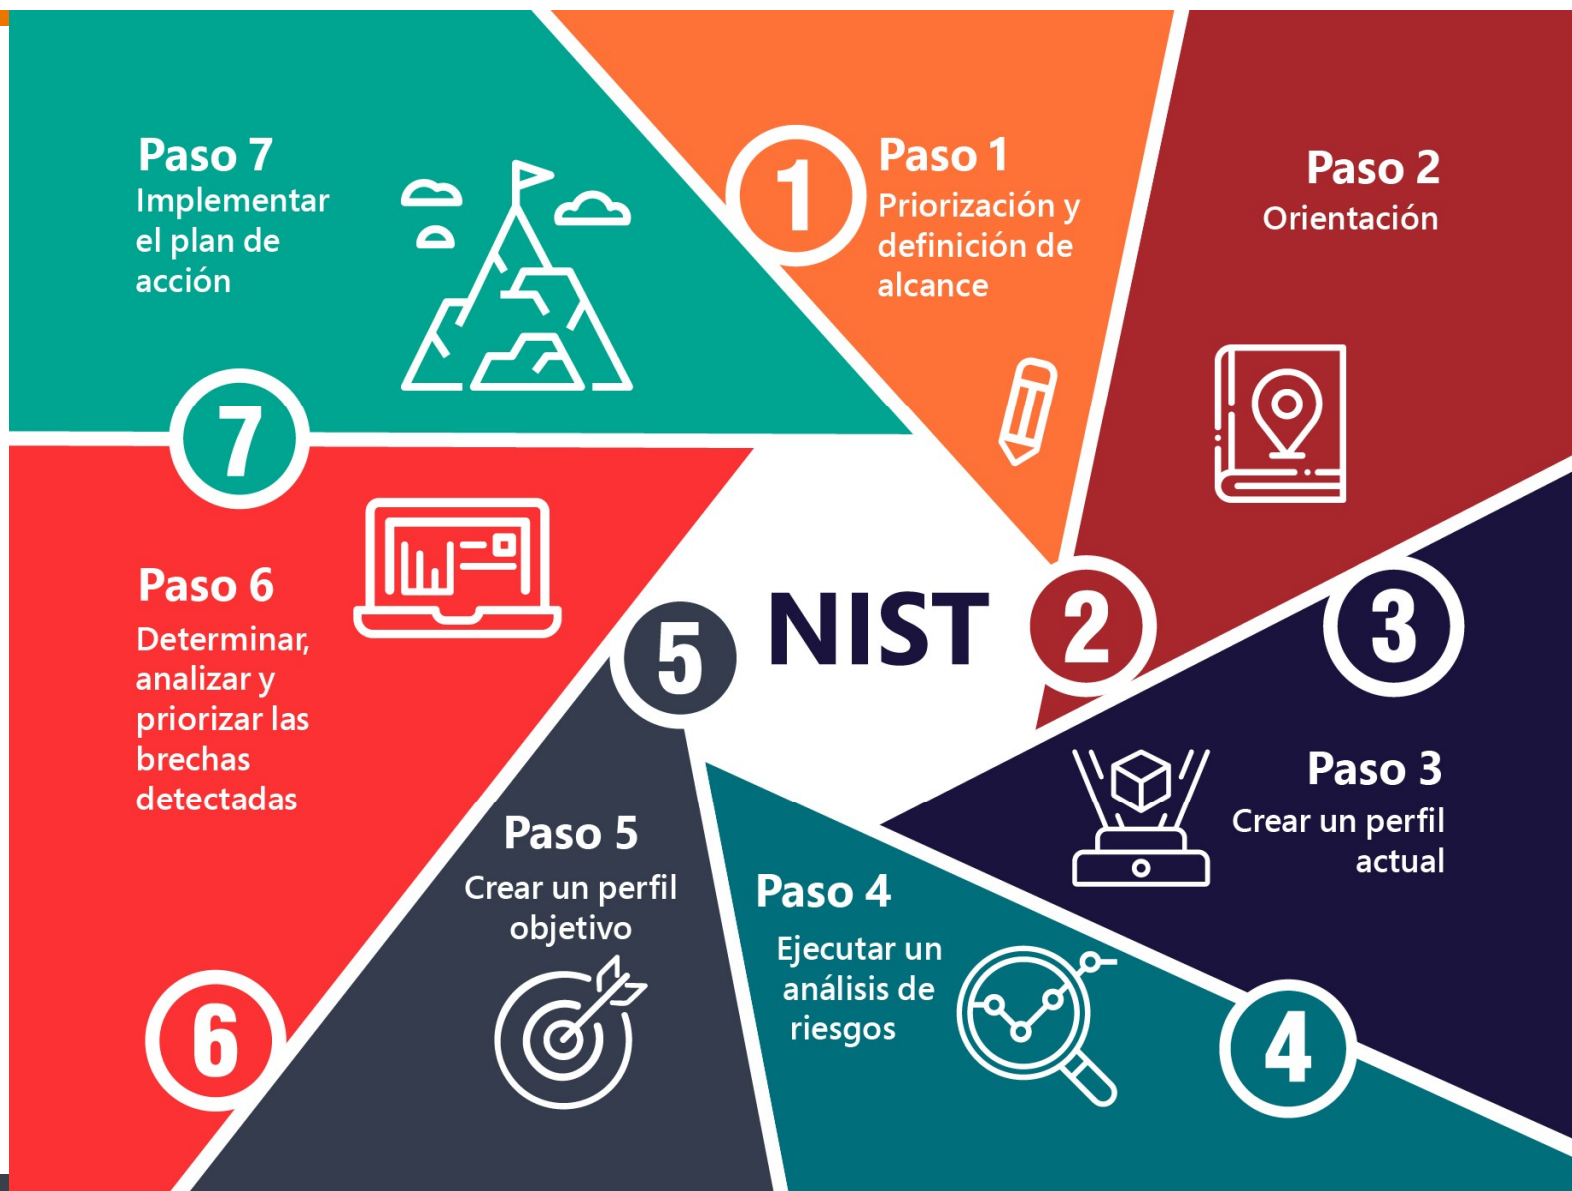 1
Paso 1
Priorización y
definición de
alcance
Paso 2
Orientación
2
3
Paso 3
Crear un perfil
actual
Paso 4
Ejecutar un
análisis de
riesgos
4
5
Paso 5
Crear un perfil
objetivo
Paso 6
Determinar,
analizar y
priorizar las
brechas
detectadas
6
Paso 7
Implementar
el plan de
acción
7
NIST